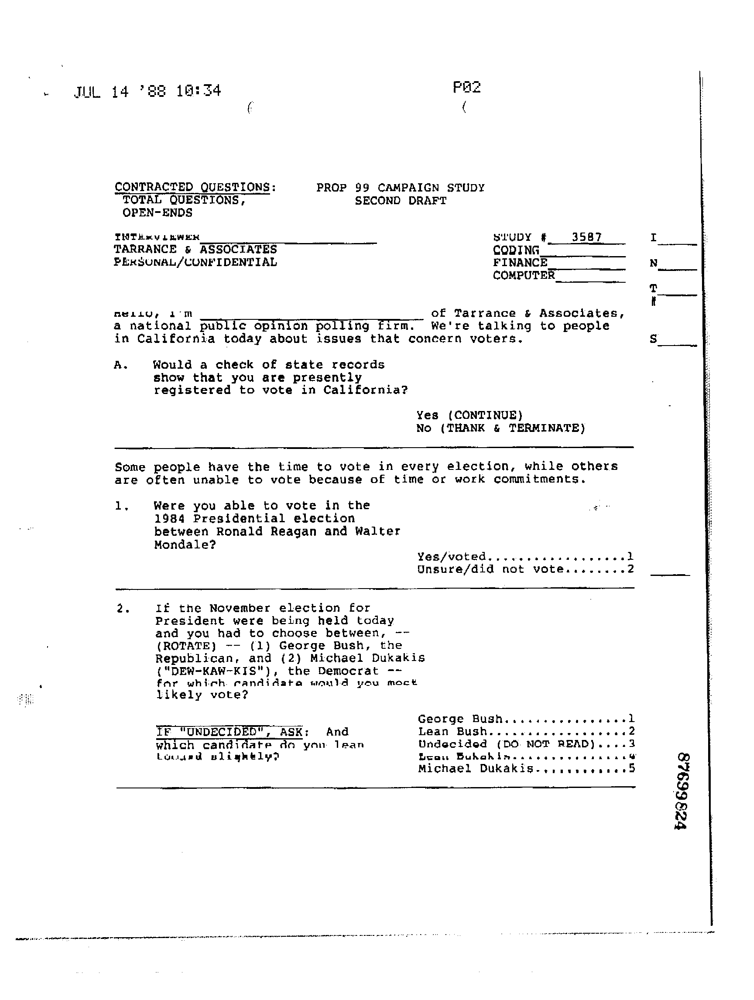 JUL 14 '88 10:34 P02
( (
CONTRACTED QUESTIONS: PROP 99 CAMPAIGN STUDY
TOTAL QUESTIONS, SECOND DRAFT
OPEN-ENDS
INTERVIEWER STUDY # 3587 I
TARRANCE & ASSOCIATES CODING
PERSONAL/CONFIDENTIAL FINANCE N
COMPUTER
T
#
Hello, I'm of Tarrance & Associates,
a national public opinion polling firm. We're talking to people
in California today about issues that concern voters. S
A. Would a check of state records
show that you are presently
registered to vote in California?
Yes (CONTINUE)
No (THANK & TERMINATE)
Some people have the time to vote in every election, while others
are often unable to vote because of time or work commitments.
1. Were you able to vote in the
1984 Presidential election
between Ronald Reagan and Walter
Mondale?
Yes/voted..................1
Unsure/did not vote........2
2. If the November election for
President were being held today
and you had to choose between, --
(ROTATE) -- (1) George Bush, the
Republican, and (2) Michael Dukakis
("DEW-KAW-KIS"), the Democrat --
for which candidate would you most
likely vote?
George Bush................1
IF "UNDECIDED", ASK: And Lean Bush..................2
which candidate do you lean Undecided (DO NOT READ)....3
toward slightly? Lean Dukakis...............4
Michael Dukakis............5
87699824